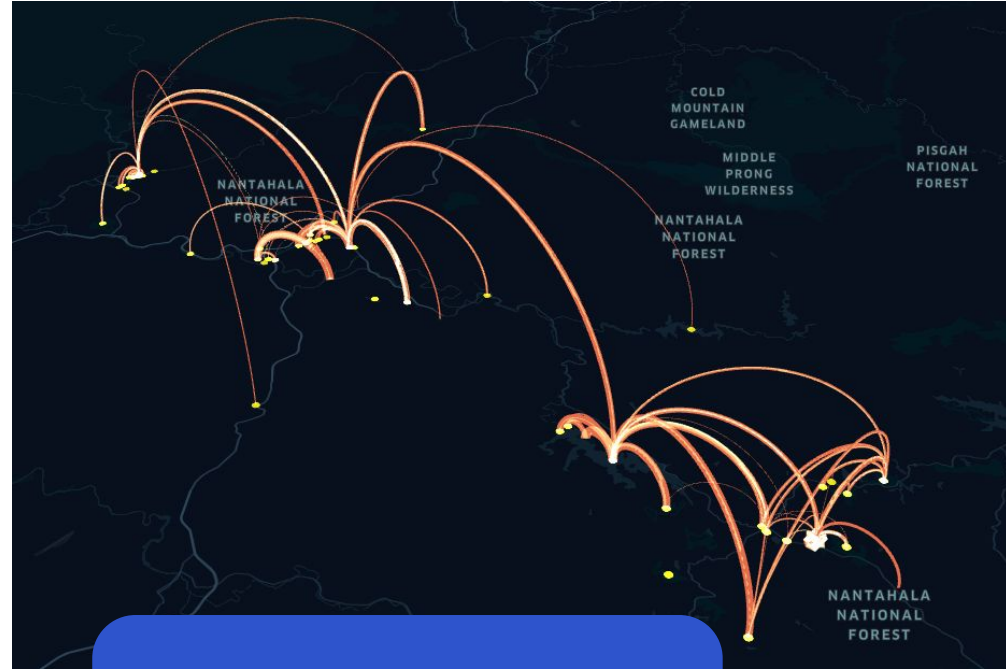 COLD
MOUNTAIN
GAMELAND
MIDDLE
PRONG
WILDERNESS
PISGAH
NATIONAL
FOREST
NANTAHALA
NATIONAL
FOREST
NANTAHALA
NATIONAL
FOREST
NANTAHALA
NATIONAL
FOREST